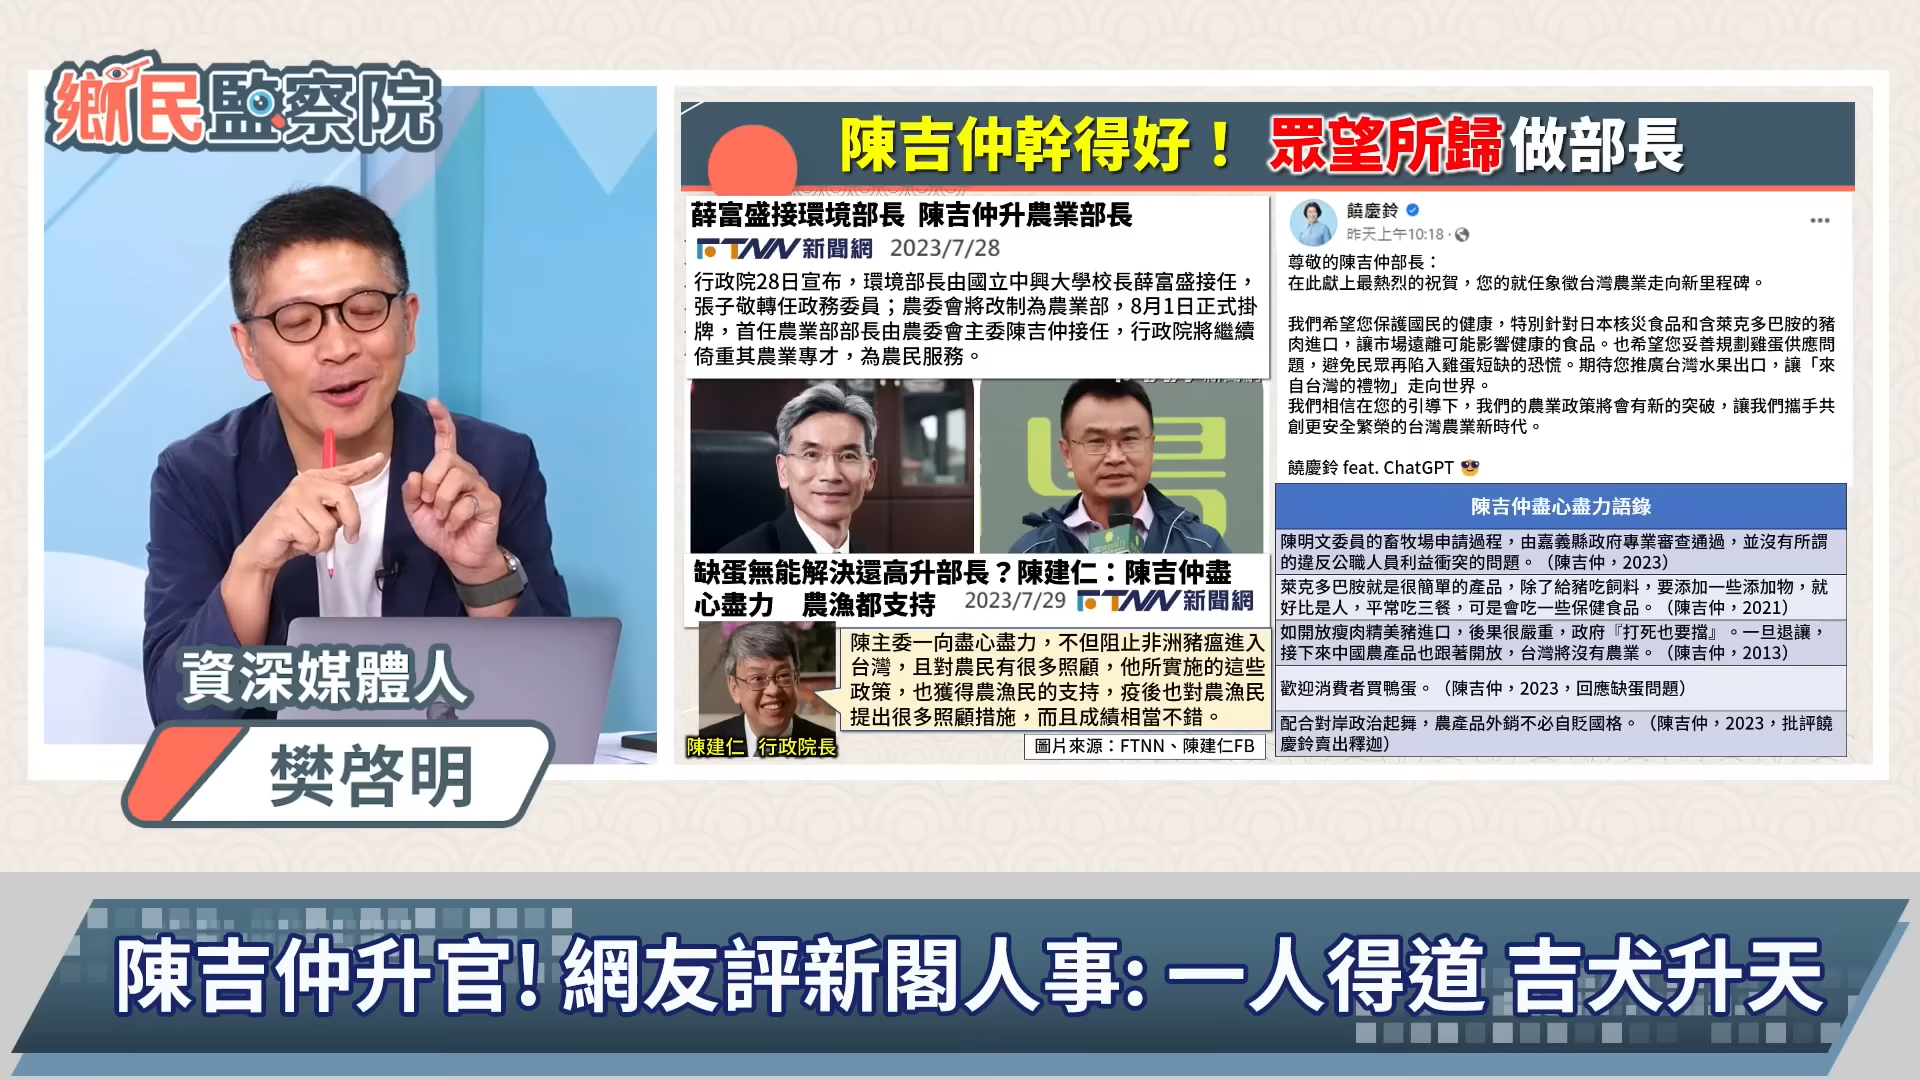 鄉民監察院
陳吉仲幹得好！ 眾望所歸做部長
薛富盛接環境部長 陳吉仲升農業部長
FTNN新聞網 2023/7/28
行政院28日宣布，環境部長由國立中興大學校長薛富盛接任，
張子敬轉任政務委員；農委會將改制為農業部，8月1日正式掛
牌，首任農業部部長由農委會主委陳吉仲接任，行政院將繼續
倚重其農業專才，為農民服務。
缺蛋無能解決還高升部長？陳建仁：陳吉仲盡
心盡力 農漁都支持 2023/7/29 FTNN新聞網
陳主委一向盡心盡力，不但阻止非洲豬瘟進入
台灣，且對農民有很多照顧，他所實施的這些
政策，也獲得農漁民的支持，疫後也對農漁民
提出很多照顧措施，而且成績相當不錯。
陳建仁 行政院長
圖片來源：FTNN、陳建仁FB
饒慶鈴
昨天上午10:18
尊敬的陳吉仲部長：
在此獻上最熱烈的祝賀，您的就任象徵台灣農業走向新里程碑。
我們希望您保護國民的健康，特別針對日本核災食品和含萊克多巴胺的豬
肉進口，讓市場遠離可能影響健康的食品。也希望您妥善規劃雞蛋供應問
題，避免民眾再陷入雞蛋短缺的恐慌。期待您推廣台灣水果出口，讓「來
自台灣的禮物」走向世界。
我們相信在您的引導下，我們的農業政策將會有新的突破，讓我們攜手共
創更安全繁榮的台灣農業新時代。
饒慶鈴 feat. ChatGPT 😎
陳吉仲盡心盡力語錄
陳明文委員的畜牧場申請過程，由嘉義縣政府專業審查通過，並沒有所謂
的違反公職人員利益衝突的問題。（陳吉仲，2023）
萊克多巴胺就是很簡單的產品，除了給豬吃飼料，要添加一些添加物，就
好比是人，平常吃三餐，可是會吃一些保健食品。（陳吉仲，2021）
如開放瘦肉精美豬進口，後果很嚴重，政府『打死也要擋』。一旦退讓，
接下來中國農產品也跟著開放，台灣將沒有農業。（陳吉仲，2013）
歡迎消費者買鴨蛋。（陳吉仲，2023，回應缺蛋問題）
配合對岸政治起舞，農產品外銷不必自貶國格。（陳吉仲，2023，批評饒
慶鈴賣出釋迦）
資深媒體人
樊啓明
陳吉仲升官! 網友評新閣人事: 一人得道 吉犬升天